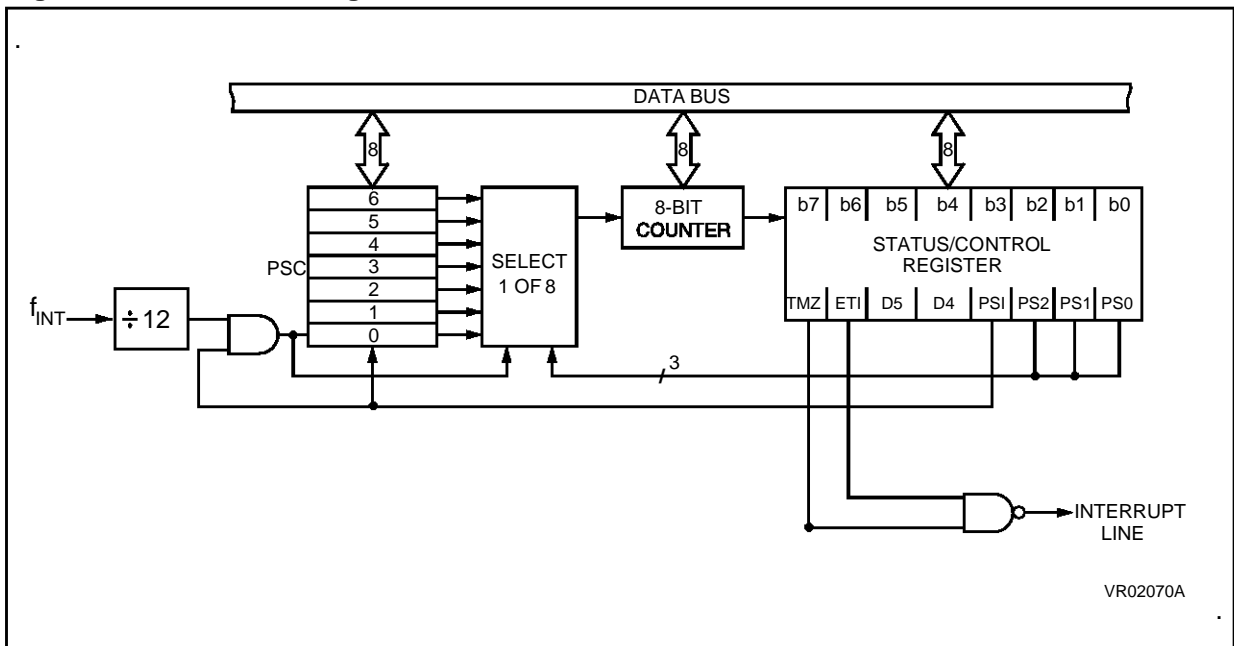 DATA BUS
8
8
8
6
5
4
3
2
1
0
PSC
SELECT
1 OF 8
8-BIT
COUNTER
b7 b6 b5 b4 b3 b2 b1 b0
STATUS/CONTROL
REGISTER
TMZ ETI D5 D4 PSI PS2 PS1 PS0
fINT
÷ 12
3
INTERRUPT
LINE
VR02070A